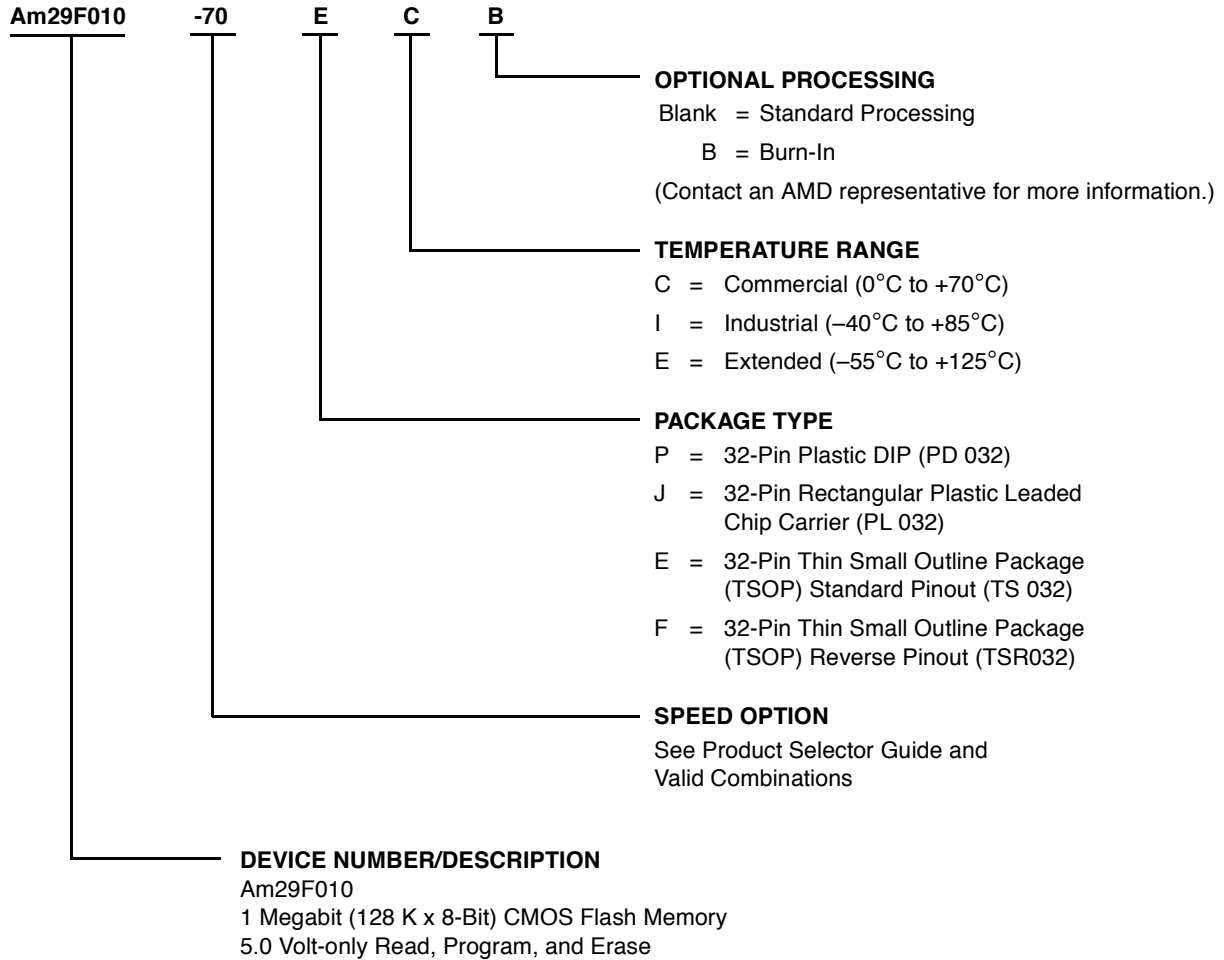 Am29F010 -70 E C B
OPTIONAL PROCESSING
Blank = Standard Processing
B = Burn-In
(Contact an AMD representative for more information.)
TEMPERATURE RANGE
C = Commercial (0°C to +70°C)
I = Industrial (–40°C to +85°C)
E = Extended (–55°C to +125°C)
PACKAGE TYPE
P = 32-Pin Plastic DIP (PD 032)
J = 32-Pin Rectangular Plastic Leaded
Chip Carrier (PL 032)
E = 32-Pin Thin Small Outline Package
(TSOP) Standard Pinout (TS 032)
F = 32-Pin Thin Small Outline Package
(TSOP) Reverse Pinout (TSR032)
SPEED OPTION
See Product Selector Guide and
Valid Combinations
DEVICE NUMBER/DESCRIPTION
Am29F010
1 Megabit (128 K x 8-Bit) CMOS Flash Memory
5.0 Volt-only Read, Program, and Erase